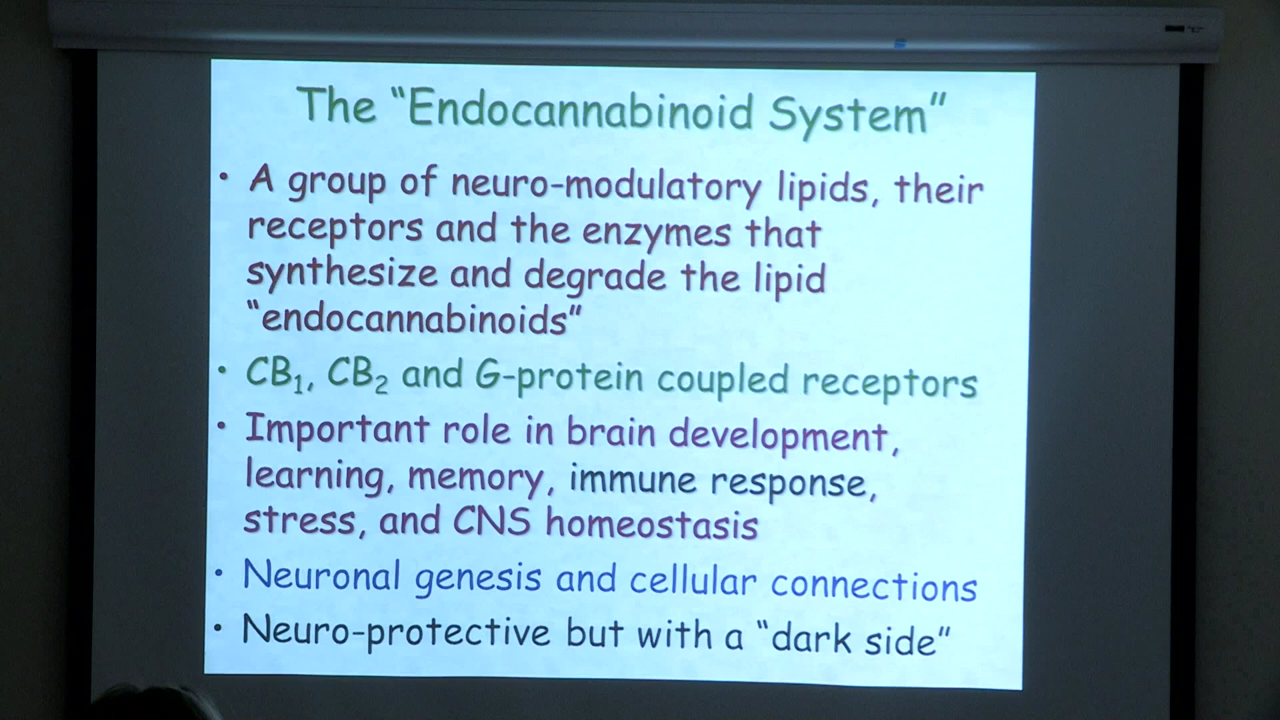 The “Endocannabinoid System”
• A group of neuro-modulatory lipids, their
receptors and the enzymes that
synthesize and degrade the lipid
“endocannabinoids”
• CB₁, CB₂ and G-protein coupled receptors
• Important role in brain development,
learning, memory, immune response,
stress, and CNS homeostasis
• Neuronal genesis and cellular connections
• Neuro-protective but with a “dark side”